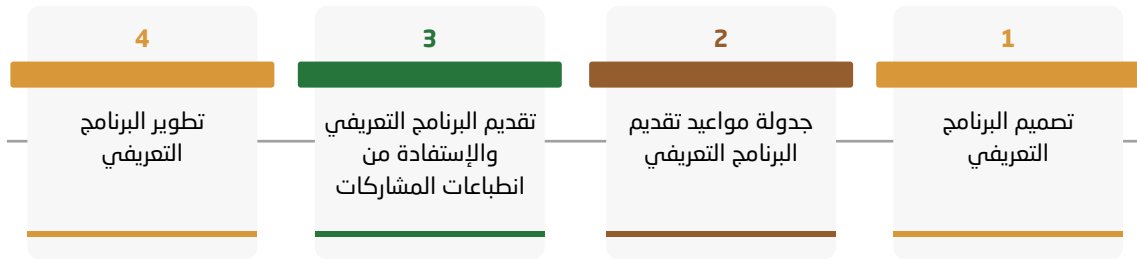 1
تصميم البرنامج
التعريفي
2
جدولة مواعيد تقديم
البرنامج التعريفي
3
تقديم البرنامج التعريفي
والإستفادة من
انطباعات المشاركات
4
تطوير البرنامج
التعريفي